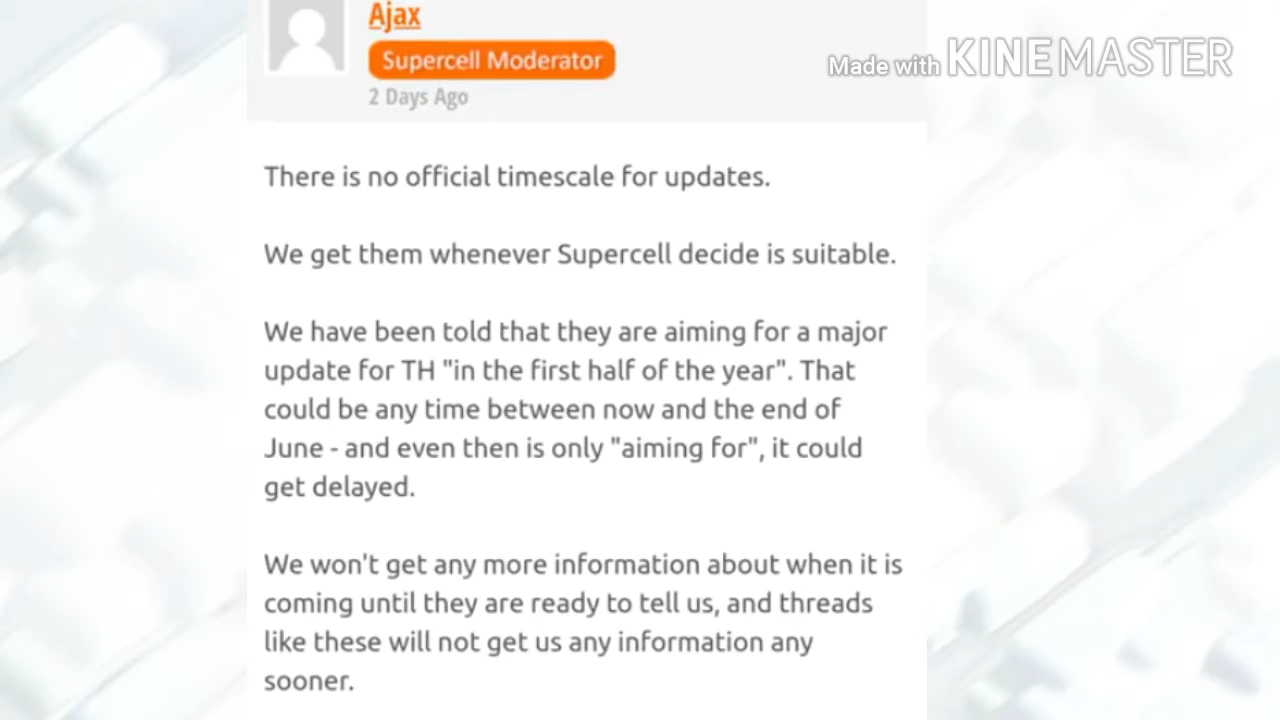 Ajax
Supercell Moderator
2 Days Ago
Made with KINEMASTER
There is no official timescale for updates.
We get them whenever Supercell decide is suitable.
We have been told that they are aiming for a major
update for TH "in the first half of the year". That
could be any time between now and the end of
June - and even then is only "aiming for", it could
get delayed.
We won't get any more information about when it is
coming until they are ready to tell us, and threads
like these will not get us any information any
sooner.